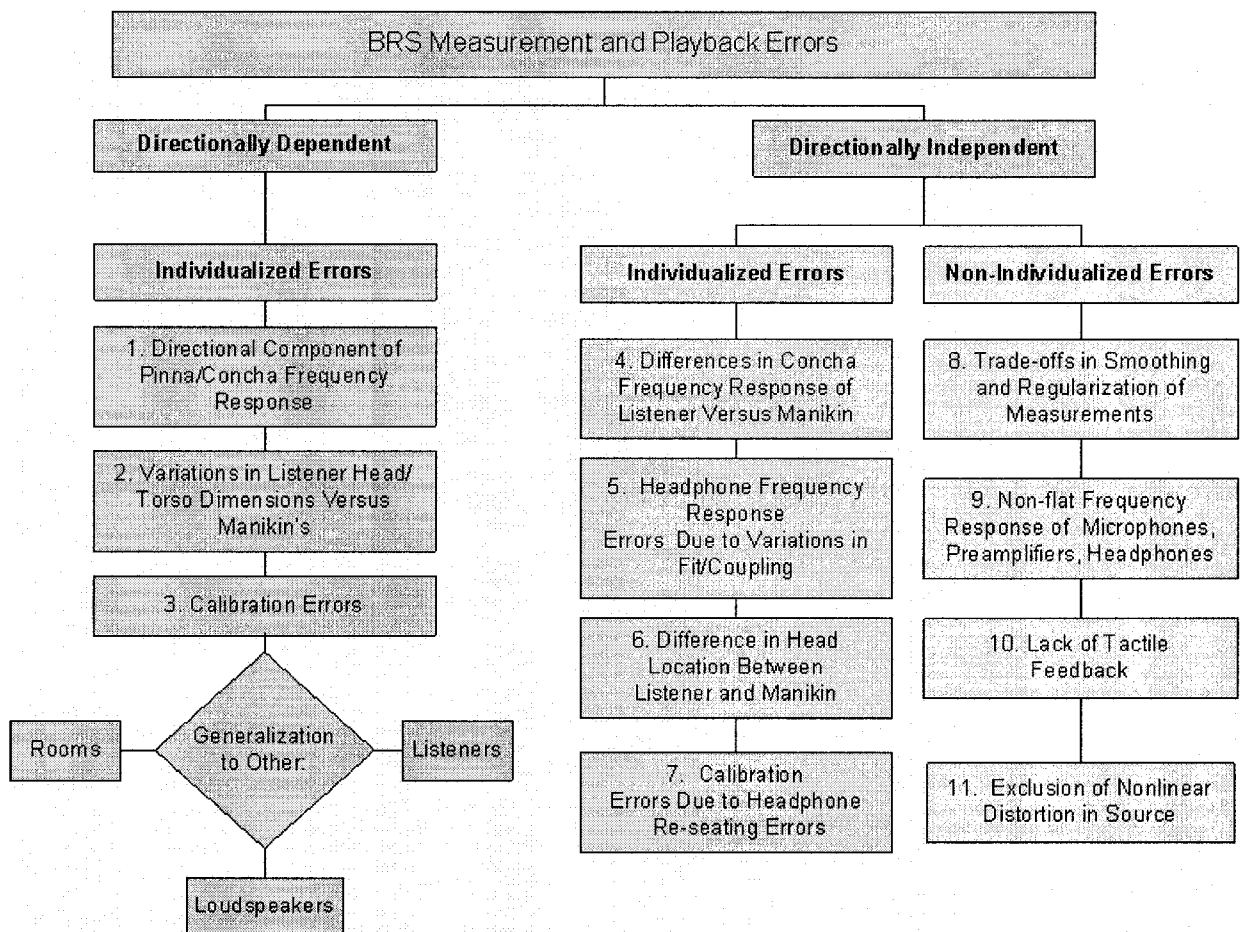 BRS Measurement and Playback Errors
Directionally Dependent
Directionally Independent
Individualized Errors
Individualized Errors
Non-Individualized Errors
1. Directional Component of
Pinna/Concha Frequency
Response
2. Variations in Listener Head/
Torso Dimensions Versus
Manikin's
3. Calibration Errors
Generalization
to Other:
Rooms
Listeners
Loudspeakers
4. Differences in Concha
Frequency Response of
Listener Versus Manikin
5. Headphone Frequency
Response
Errors Due to Variations in
Fit/Coupling
6. Difference in Head
Location Between
Listener and Manikin
7. Calibration
Errors Due to Headphone
Re-seating Errors
8. Trade-offs in Smoothing
and Regularization of
Measurements
9. Non-flat Frequency
Response of Microphones,
Preamplifiers, Headphones
10. Lack of Tactile
Feedback
11. Exclusion of Nonlinear
Distortion in Source